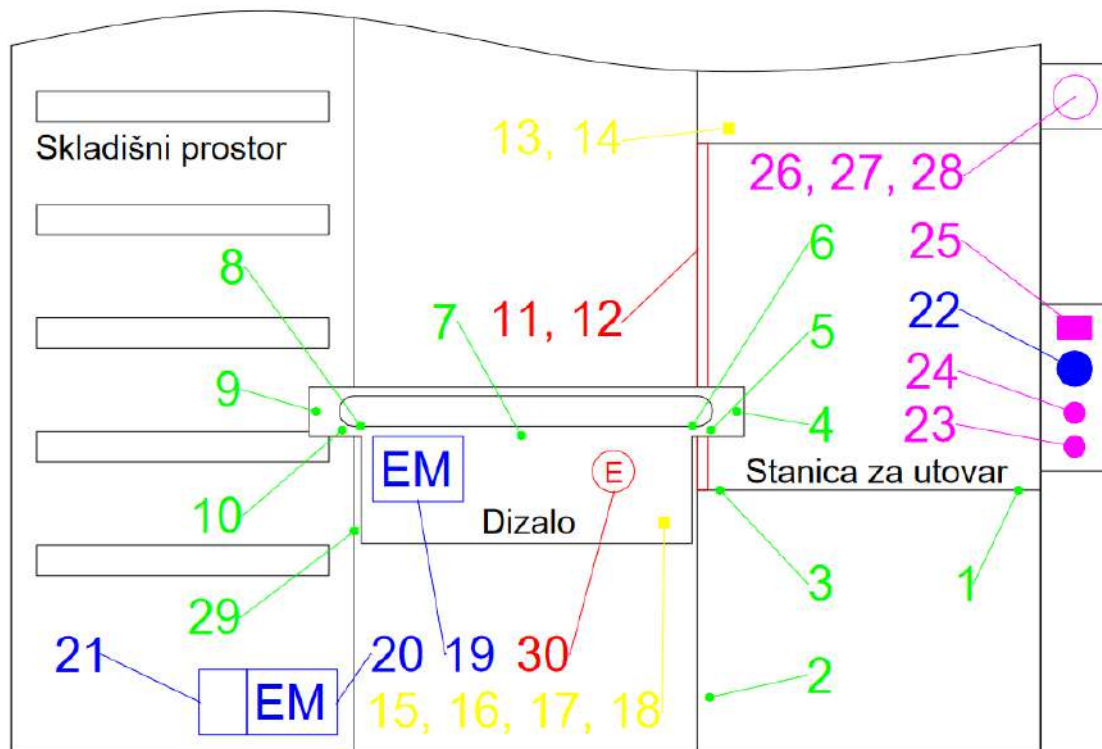 13, 14
Skladišni prostor
26, 27, 28
8
6
25
7
11, 12
22
5
24
9
4
23
EM
E
Stanica za utovar
10
Dizalo
3
1
29
21
20
19
30
EM
2
15, 16, 17, 18